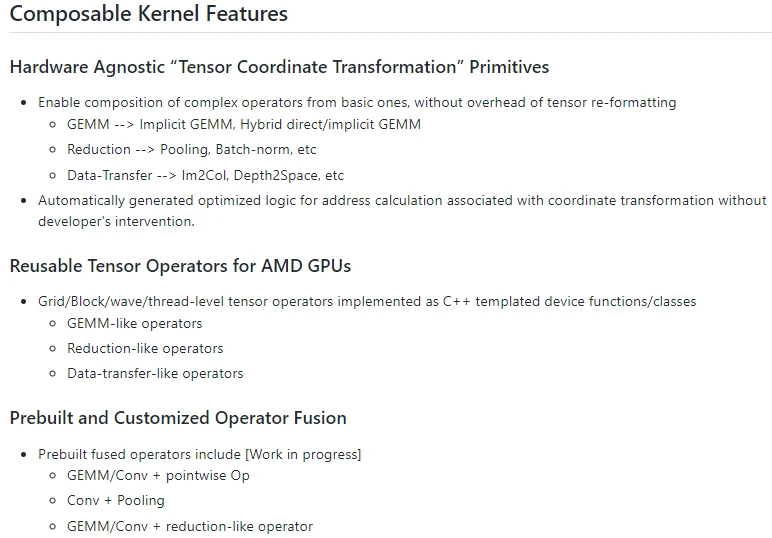 Composable Kernel Features
Hardware Agnostic “Tensor Coordinate Transformation” Primitives
• Enable composition of complex operators from basic ones, without overhead of tensor re-formatting
◦ GEMM --> Implicit GEMM, Hybrid direct/implicit GEMM
◦ Reduction --> Pooling, Batch-norm, etc
◦ Data-Transfer --> Im2Col, Depth2Space, etc
• Automatically generated optimized logic for address calculation associated with coordinate transformation without
developer's intervention.
Reusable Tensor Operators for AMD GPUs
• Grid/Block/wave/thread-level tensor operators implemented as C++ templated device functions/classes
◦ GEMM-like operators
◦ Reduction-like operators
◦ Data-transfer-like operators
Prebuilt and Customized Operator Fusion
• Prebuilt fused operators include [Work in progress]
◦ GEMM/Conv + pointwise Op
◦ Conv + Pooling
◦ GEMM/Conv + reduction-like operator